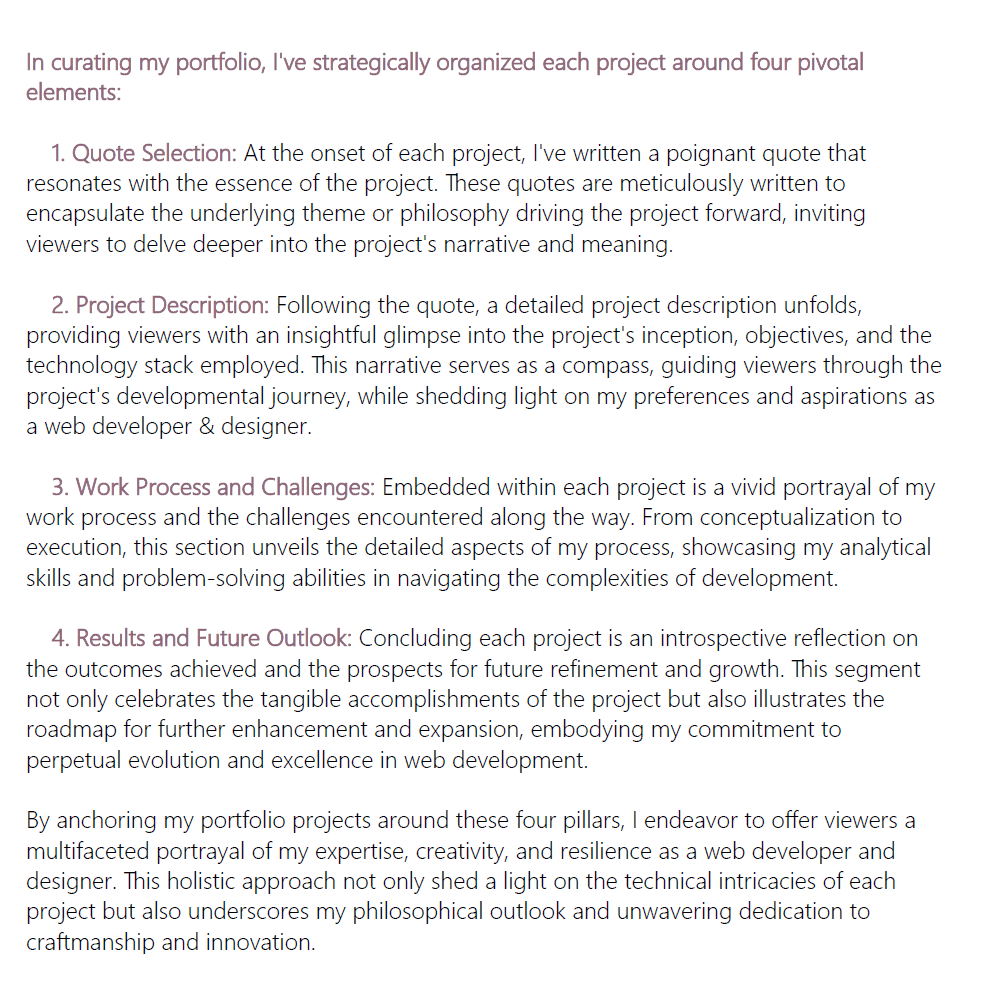 In curating my portfolio, I've strategically organized each project around four pivotal
elements:
1. Quote Selection: At the onset of each project, I've written a poignant quote that
resonates with the essence of the project. These quotes are meticulously written to
encapsulate the underlying theme or philosophy driving the project forward, inviting
viewers to delve deeper into the project's narrative and meaning.
2. Project Description: Following the quote, a detailed project description unfolds,
providing viewers with an insightful glimpse into the project's inception, objectives, and the
technology stack employed. This narrative serves as a compass, guiding viewers through the
project's developmental journey, while shedding light on my preferences and aspirations as
a web developer & designer.
3. Work Process and Challenges: Embedded within each project is a vivid portrayal of my
work process and the challenges encountered along the way. From conceptualization to
execution, this section unveils the detailed aspects of my process, showcasing my analytical
skills and problem-solving abilities in navigating the complexities of development.
4. Results and Future Outlook: Concluding each project is an introspective reflection on
the outcomes achieved and the prospects for future refinement and growth. This segment
not only celebrates the tangible accomplishments of the project but also illustrates the
roadmap for further enhancement and expansion, embodying my commitment to
perpetual evolution and excellence in web development.
By anchoring my portfolio projects around these four pillars, I endeavor to offer viewers a
multifaceted portrayal of my expertise, creativity, and resilience as a web developer and
designer. This holistic approach not only shed a light on the technical intricacies of each
project but also underscores my philosophical outlook and unwavering dedication to
craftmanship and innovation.